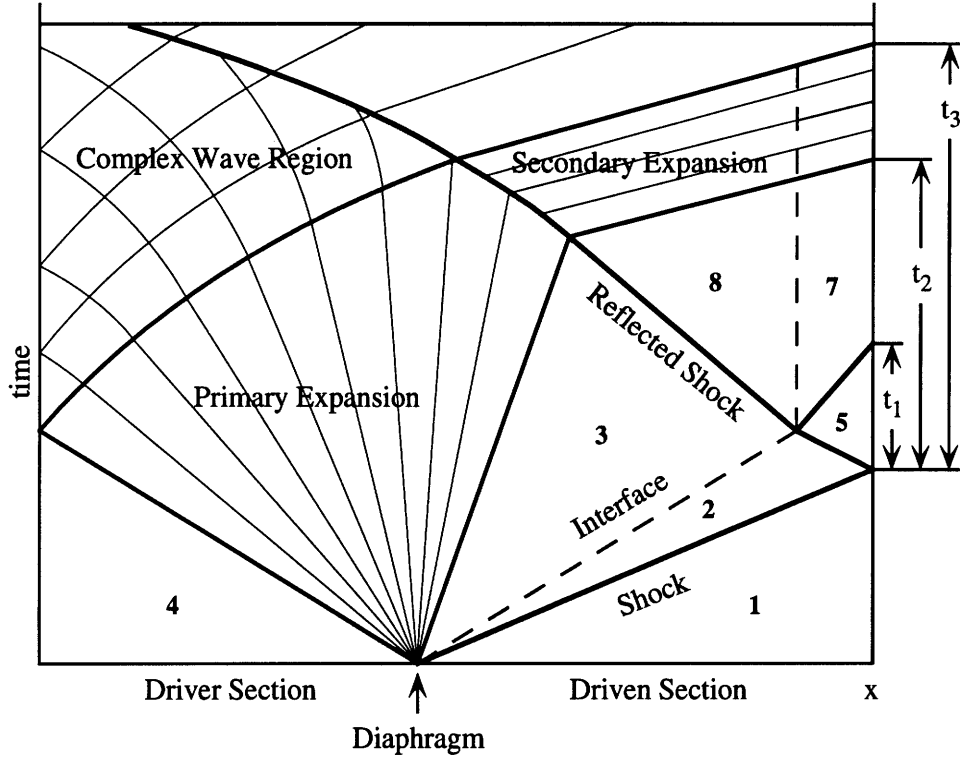 t3
Complex Wave Region
Secondary Expansion
t2
8
7
Reflected Shock
time
Primary Expansion
t1
5
3
Interface
2
Shock
4
1
Driver Section
Driven Section
x
Diaphragm